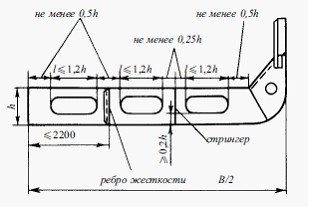 не менее 0,5h
не менее 0,5h
не менее 0,25h
l⩽1,2h
l⩽1,2h
l⩽1,2h
h
⩽2200
⩾0,2h
стрингер
ребро жесткости
B/2